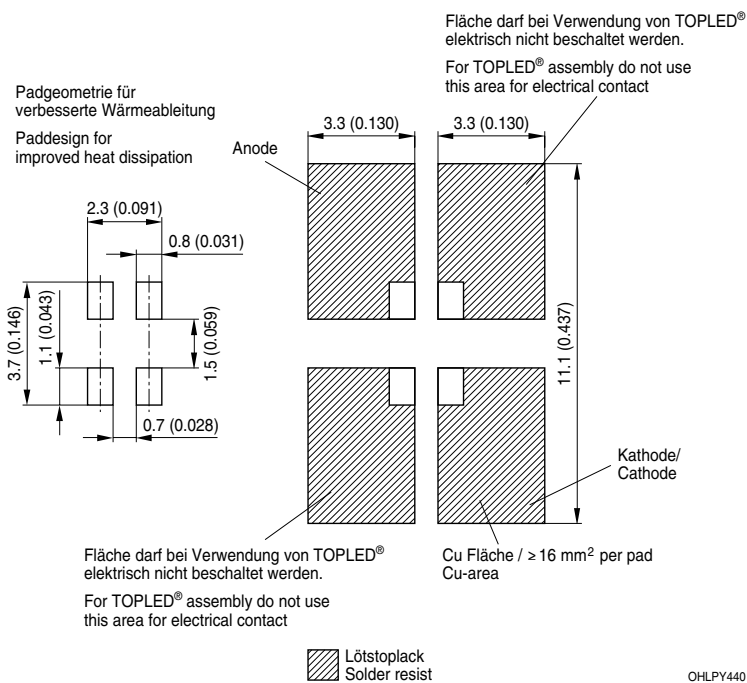 Fläche darf bei Verwendung von TOPLED®
elektrisch nicht beschaltet werden.
For TOPLED® assembly do not use
this area for electrical contact
Padgeometrie für
verbesserte Wärmeableitung
Paddesign for
improved heat dissipation
Anode
3.3 (0.130)
3.3 (0.130)
2.3 (0.091)
0.8 (0.031)
3.7 (0.146)
1.1 (0.043)
1.5 (0.059)
0.7 (0.028)
11.1 (0.437)
Kathode/
Cathode
Fläche darf bei Verwendung von TOPLED®
elektrisch nicht beschaltet werden.
For TOPLED® assembly do not use
this area for electrical contact
Cu Fläche / ≥ 16 mm² per pad
Cu-area
Lötstoplack
Solder resist
OHLPY440